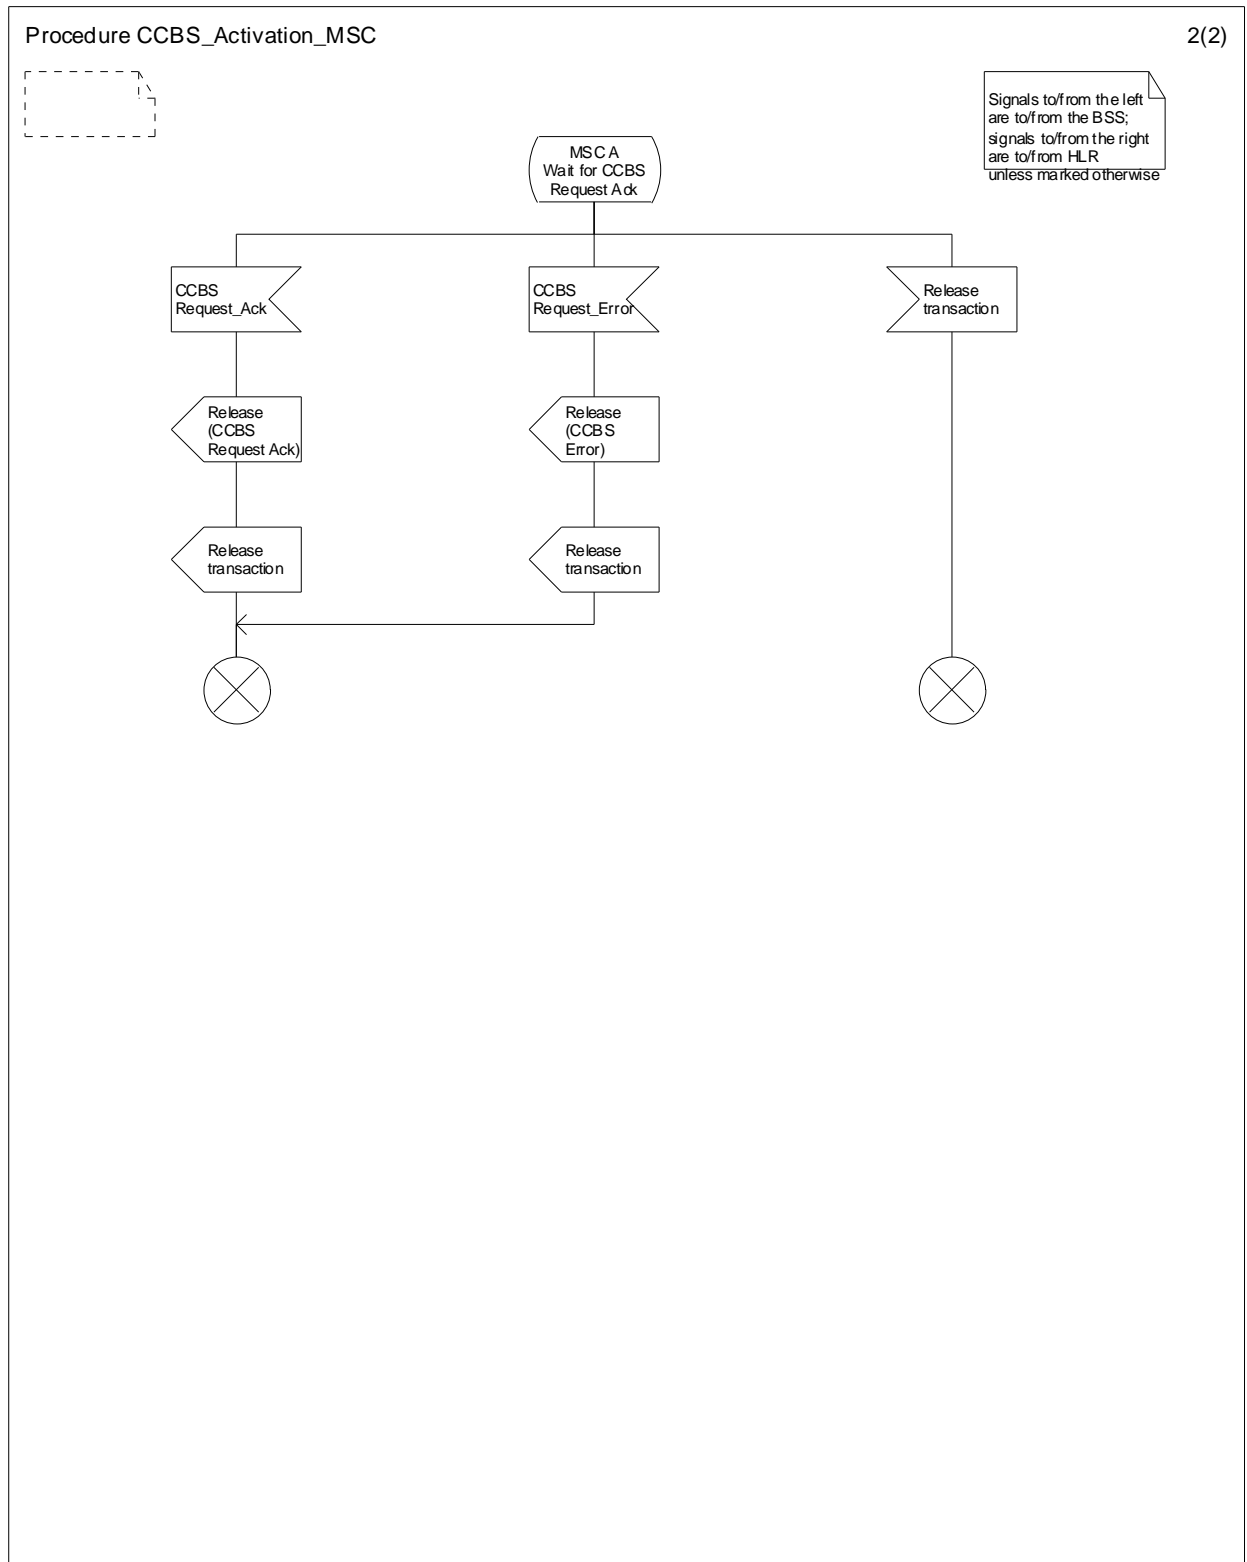 Procedure CCBS_Activation_MSC
2(2)
Signals to/from the left
are to/from the BSS;
signals to/from the right
are to/from HLR
unless marked otherwise
MSC A
Wait for CCBS
Request Ack
CCBS
Request_Ack
CCBS
Request_Error
Release
transaction
Release
(CCBS
Request Ack)
Release
(CCBS
Error)
Release
transaction
Release
transaction